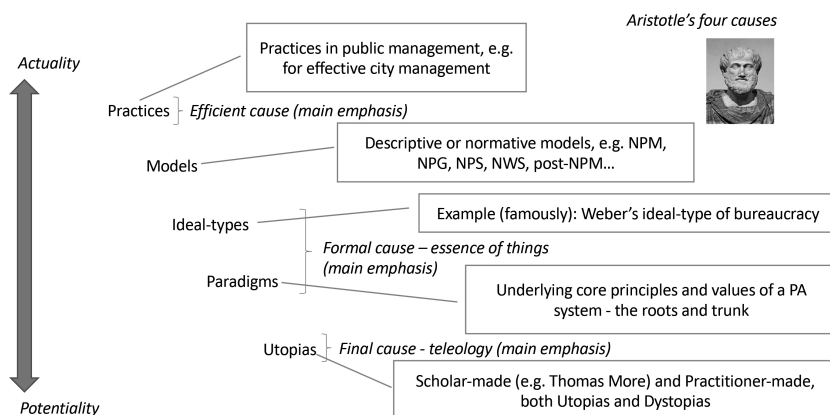 Aristotle's four causes
Actuality
Practices in public management, e.g.
for effective city management
Practices
Efficient cause (main emphasis)
Descriptive or normative models, e.g. NPM,
NPG, NPS, NWS, post-NPM...
Models
Example (famously): Weber's ideal-type of bureaucracy
Ideal-types
Formal cause – essence of things
(main emphasis)
Paradigms
Underlying core principles and values of a PA
system - the roots and trunk
Utopias
Final cause - teleology (main emphasis)
Scholar-made (e.g. Thomas More) and Practitioner-made,
both Utopias and Dystopias
Potentiality